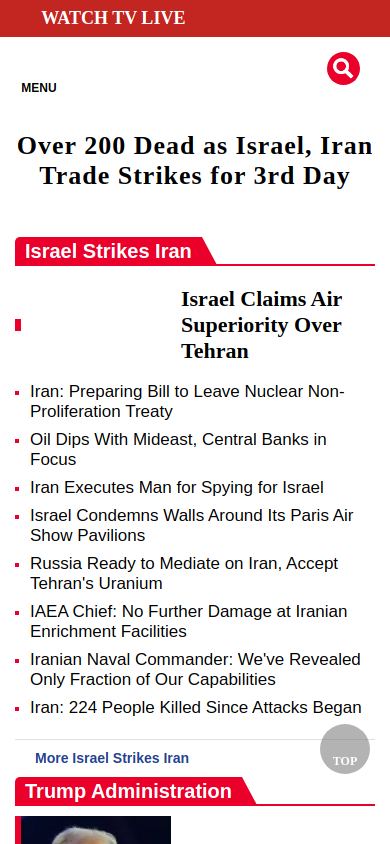 WATCH TV LIVE
MENU
Over 200 Dead as Israel, Iran
Trade Strikes for 3rd Day
Israel Strikes Iran
Israel Claims Air
Superiority Over
Tehran
Iran: Preparing Bill to Leave Nuclear Non-
Proliferation Treaty
Oil Dips With Mideast, Central Banks in
Focus
Iran Executes Man for Spying for Israel
Israel Condemns Walls Around Its Paris Air
Show Pavilions
Russia Ready to Mediate on Iran, Accept
Tehran's Uranium
IAEA Chief: No Further Damage at Iranian
Enrichment Facilities
Iranian Naval Commander: We've Revealed
Only Fraction of Our Capabilities
Iran: 224 People Killed Since Attacks Began
More Israel Strikes Iran
TOP
Trump Administration